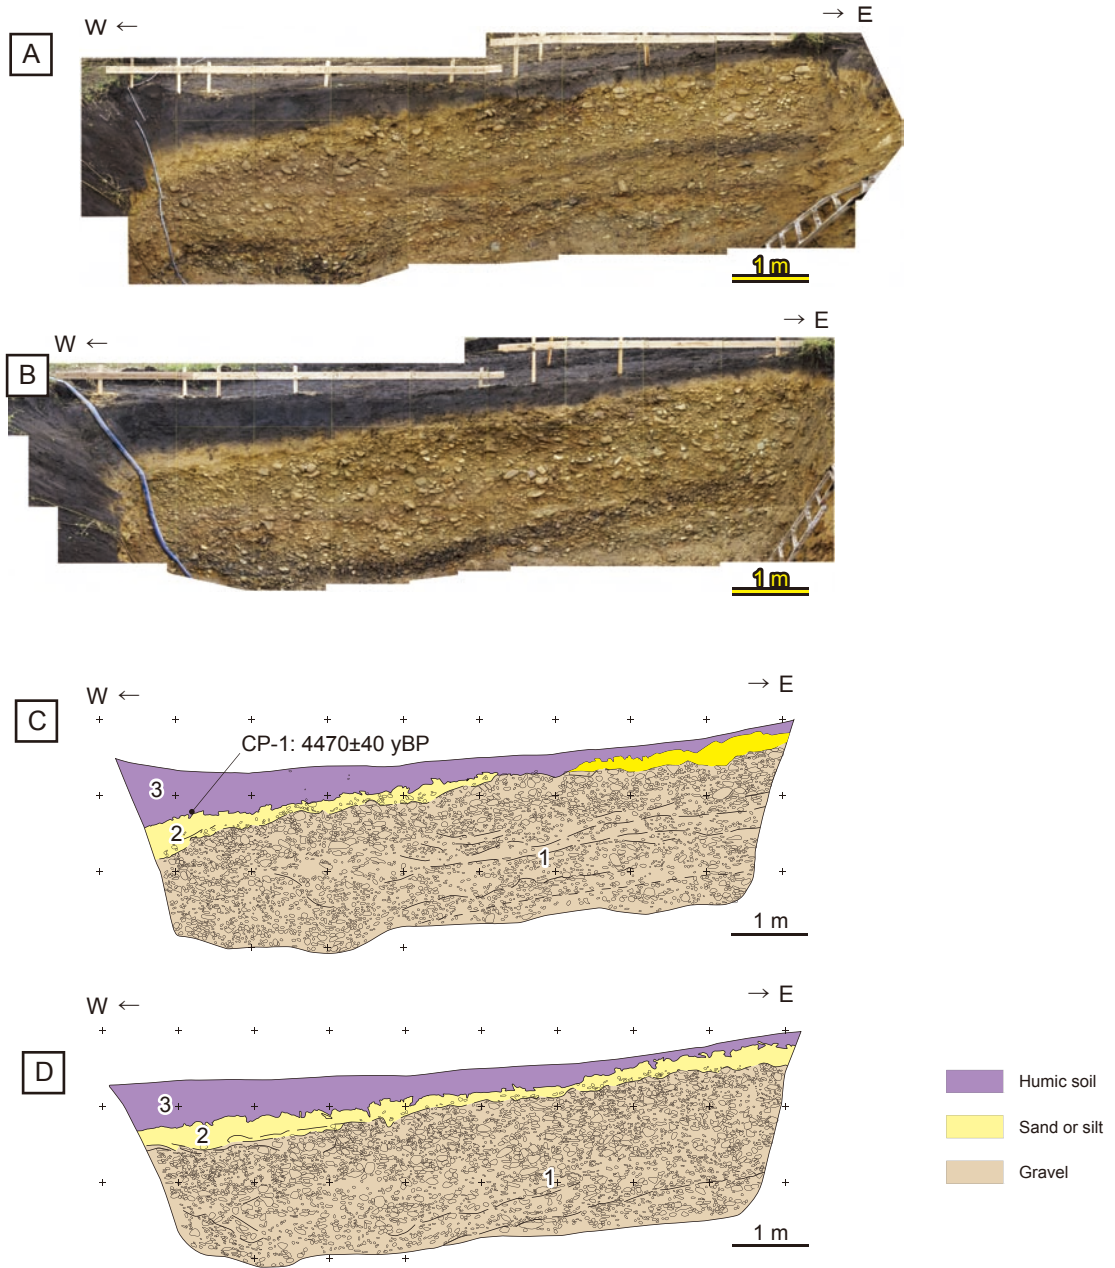 W ←
→ E
A
1 m
W ←
→ E
B
1 m
W ←
→ E
C
CP-1: 4470±40 yBP
3
2
1
1 m
W ←
→ E
D
3
2
1
1 m
Humic soil
Sand or silt
Gravel